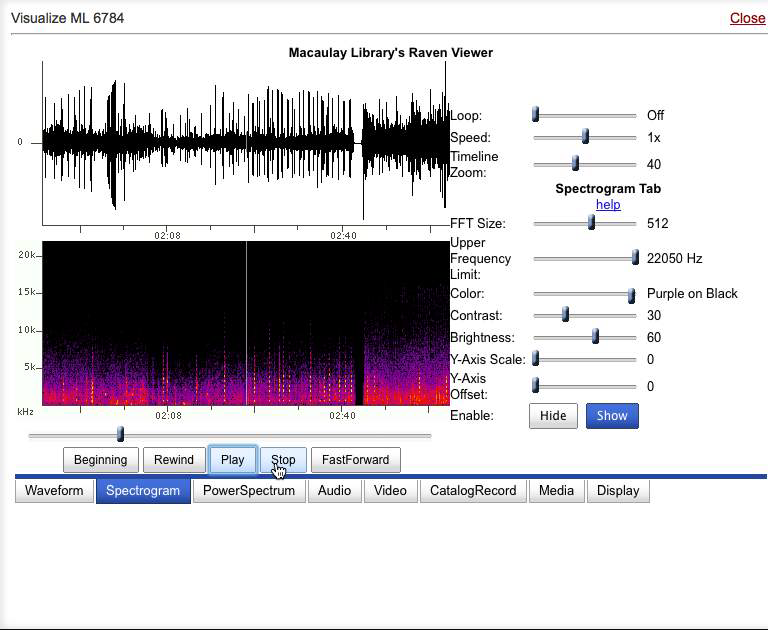 Visualize ML 6784
Close
Macaulay Library's Raven Viewer
0
02:08
02:40
20k
15k
10k
5k
kHz
02:08
02:40
Loop:
Off
Speed:
1x
Timeline
Zoom:
40
Spectrogram Tab
help
FFT Size:
512
Upper
Frequency
Limit:
22050 Hz
Color:
Purple on Black
Contrast:
30
Brightness:
60
Y-Axis Scale:
0
Y-Axis
Offset:
0
Enable:
Hide
Show
Beginning
Rewind
Play
Stop
FastForward
Waveform
Spectrogram
PowerSpectrum
Audio
Video
CatalogRecord
Media
Display